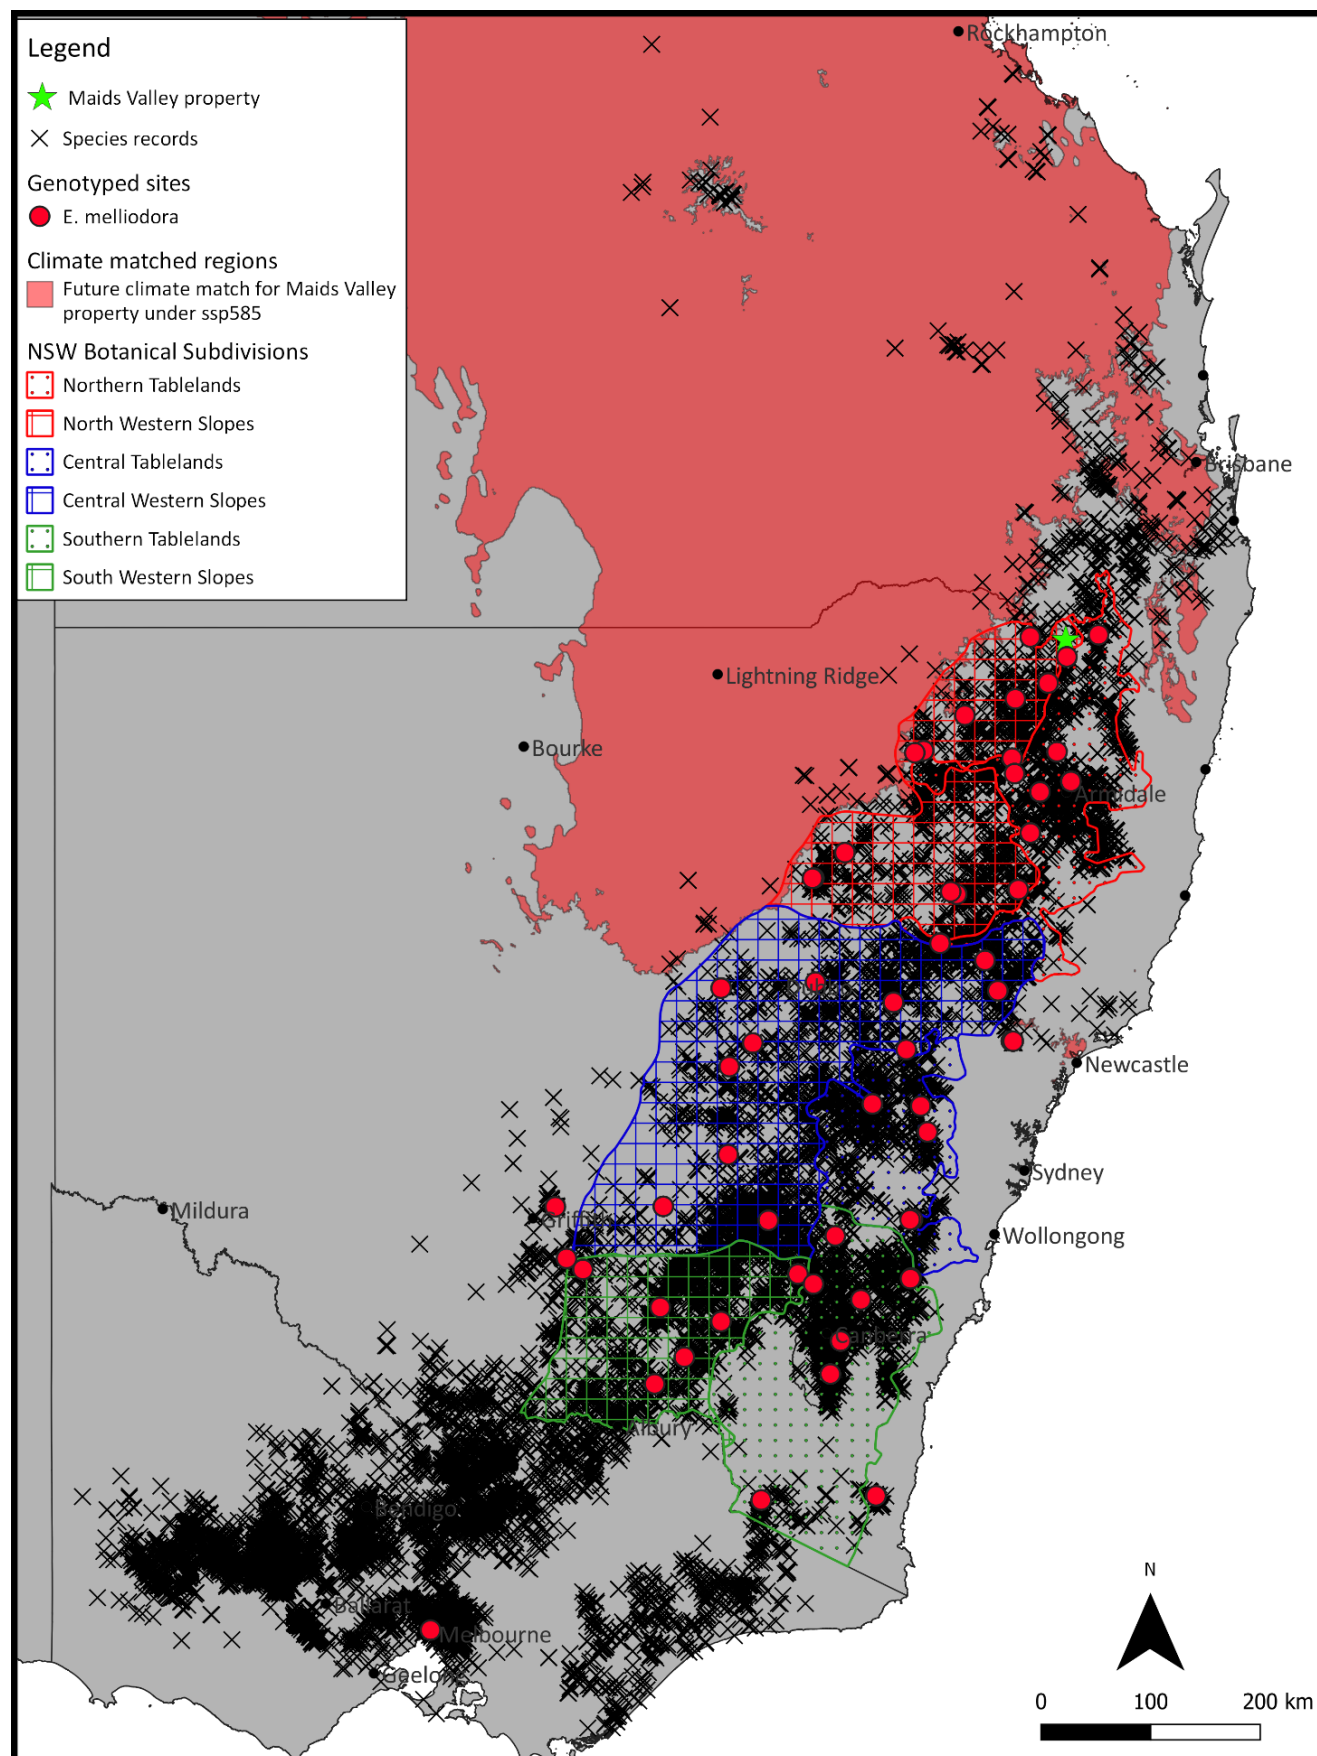 Legend
Maids Valley property
Species records
Genotyped sites
E. melliodora
Climate matched regions
Future climate match for Maids Valley
property under ssp585
NSW Botanical Subdivisions
Northern Tablelands
North Western Slopes
Central Tablelands
Central Western Slopes
Southern Tablelands
South Western Slopes
Rockhampton
Brisbane
Lightning Ridge
Bourke
Armidale
Dubbo
Newcastle
Sydney
Mildura
Griffith
Wollongong
Canberra
Albury
Bendigo
Ballarat
Melbourne
Geelong
N
0 100 200 km